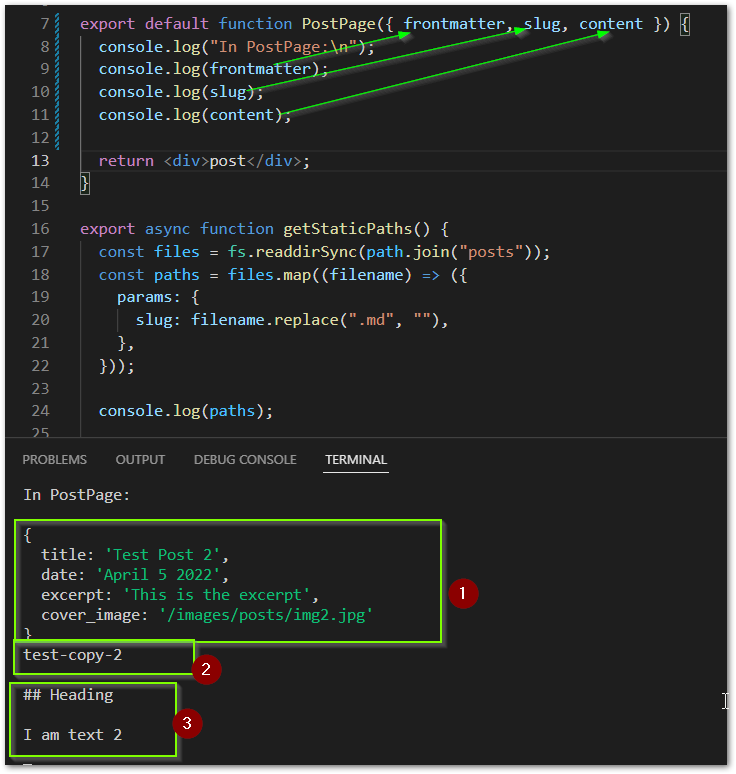 7 export default function PostPage({ frontmatter, slug, content }) {
8 console.log("In PostPage:\n");
9 console.log(frontmatter);
10 console.log(slug);
11 console.log(content);
12
13 return <div>post</div>;
14 }
15
16 export async function getStaticPaths() {
17 const files = fs.readdirSync(path.join("posts"));
18 const paths = files.map((filename) => ({
19 params: {
20 slug: filename.replace(".md", ""),
21 },
22 }));
23
24 console.log(paths);
25
PROBLEMS OUTPUT DEBUG CONSOLE TERMINAL
In PostPage:
{
title: 'Test Post 2',
date: 'April 5 2022',
excerpt: 'This is the excerpt',
cover_image: '/images/posts/img2.jpg'
}
1
test-copy-2
2
## Heading
3
I am text 2